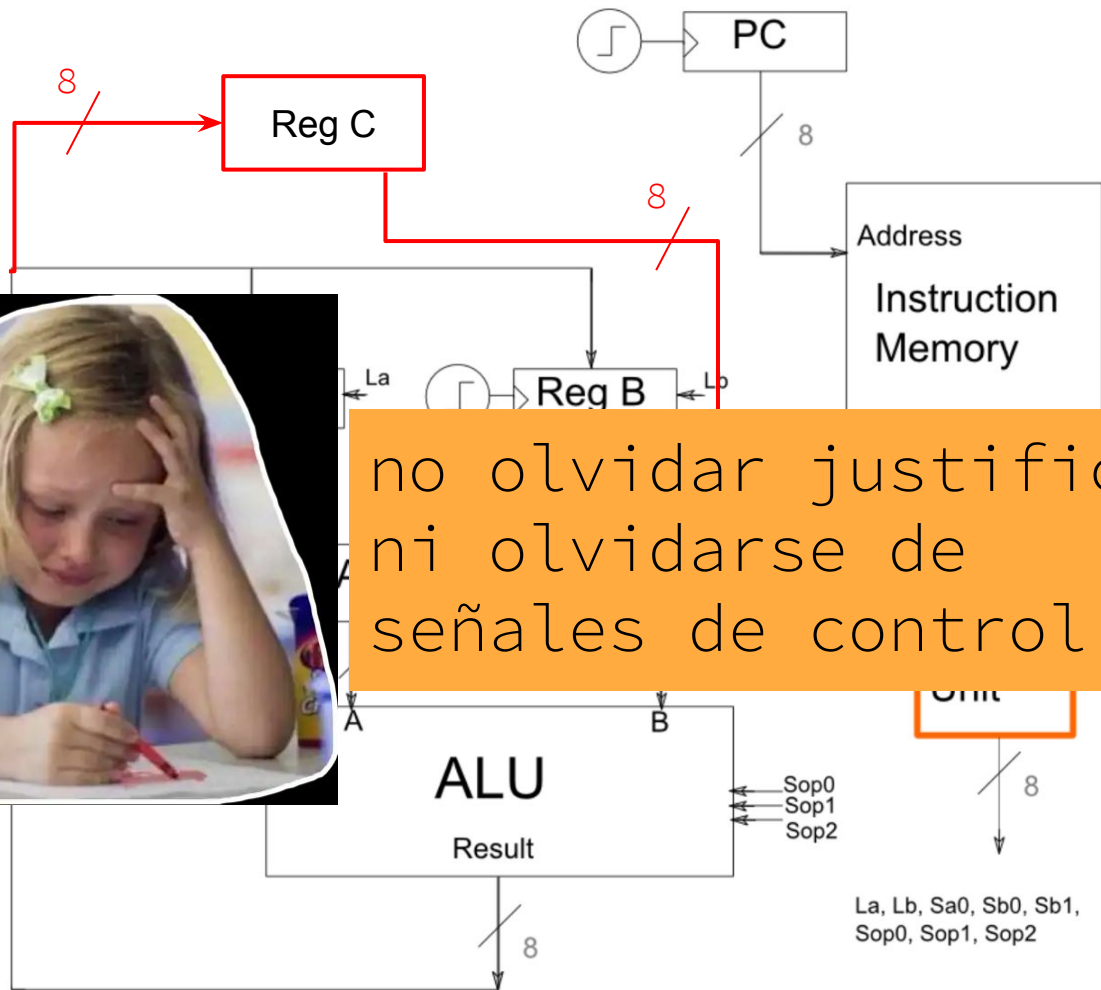 PC
8
Reg C
8
8
Address
Instruction
Memory
La
Reg B
Lb
no olvidar
ni olvidarse de
señales de control
Unit
A
B
ALU
Sop0
Sop1
Sop2
8
Result
La, Lb, Sa0, Sb0, Sb1,
Sop0, Sop1, Sop2
8